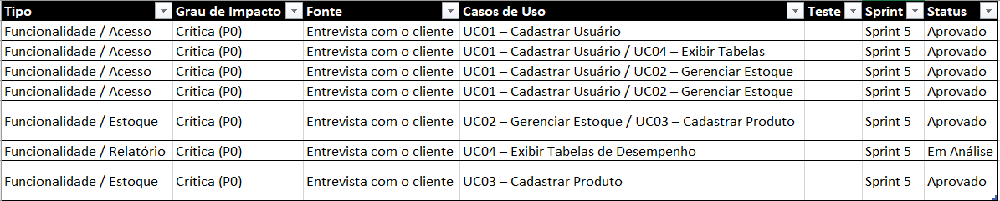 Tipo Grau de Impacto Fonte Casos de Uso Teste Sprint Status
Funcionalidade / Acesso Crítica (P0) Entrevista com o cliente UC01 – Cadastrar Usuário Sprint 5 Aprovado
Funcionalidade / Acesso Crítica (P0) Entrevista com o cliente UC01 – Cadastrar Usuário / UC04 – Exibir Tabelas Sprint 5 Aprovado
Funcionalidade / Acesso Crítica (P0) Entrevista com o cliente UC01 – Cadastrar Usuário / UC02 – Gerenciar Estoque Sprint 5 Aprovado
Funcionalidade / Acesso Crítica (P0) Entrevista com o cliente UC01 – Cadastrar Usuário / UC02 – Gerenciar Estoque Sprint 5 Aprovado
Funcionalidade / Estoque Crítica (P0) Entrevista com o cliente UC02 – Gerenciar Estoque / UC03 – Cadastrar Produto Sprint 5 Aprovado
Funcionalidade / Relatório Crítica (P0) Entrevista com o cliente UC04 – Exibir Tabelas de Desempenho Sprint 5 Em Análise
Funcionalidade / Estoque Crítica (P0) Entrevista com o cliente UC03 – Cadastrar Produto Sprint 5 Aprovado